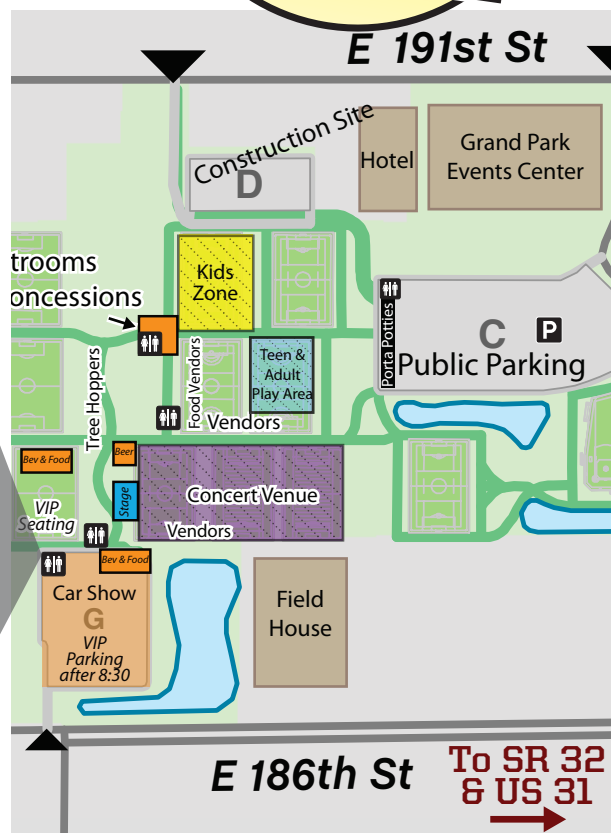 E 191st St
Construction Site
D
Hotel
Grand Park
Events Center
trooms
oncessions
Kids
Zone
Porta Potties
C
P
Public Parking
Tree Hoppers
Food Vendors
Teen &
Adult
Play Area
Vendors
Bev & Food
Beer
VIP
Seating
Stage
Concert Venue
Vendors
Bev & Food
Car Show
G
VIP
Parking
after 8:30
Field
House
E 186th St
To SR 32
& US 31